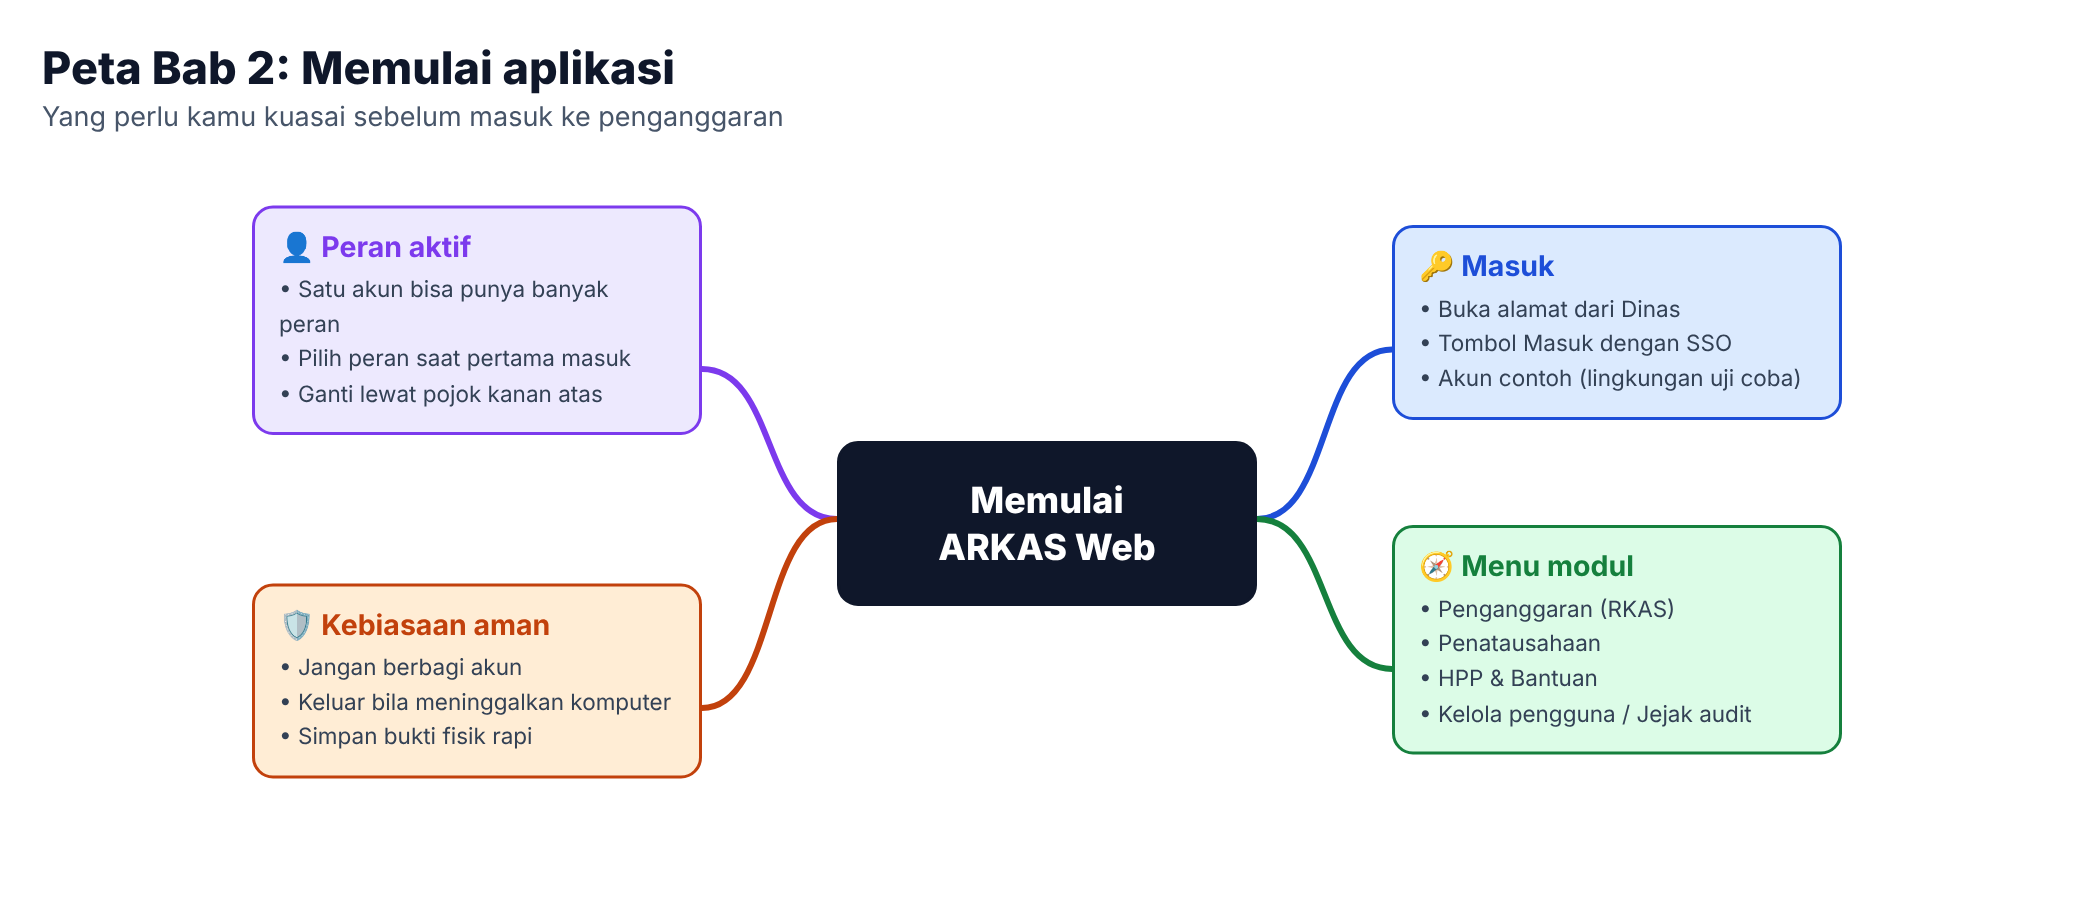 Peta Bab 2: Memulai aplikasi
Yang perlu kamu kuasai sebelum masuk ke penganggaran
👤 Peran aktif
• Satu akun bisa punya banyak
peran
• Pilih peran saat pertama masuk
• Ganti lewat pojok kanan atas
🛡️ Kebiasaan aman
• Jangan berbagi akun
• Keluar bila meninggalkan komputer
• Simpan bukti fisik rapi
Memulai
ARKAS Web
🔑 Masuk
• Buka alamat dari Dinas
• Tombol Masuk dengan SSO
• Akun contoh (lingkungan uji coba)
🧭 Menu modul
• Penganggaran (RKAS)
• Penatausahaan
• HPP & Bantuan
• Kelola pengguna / Jejak audit